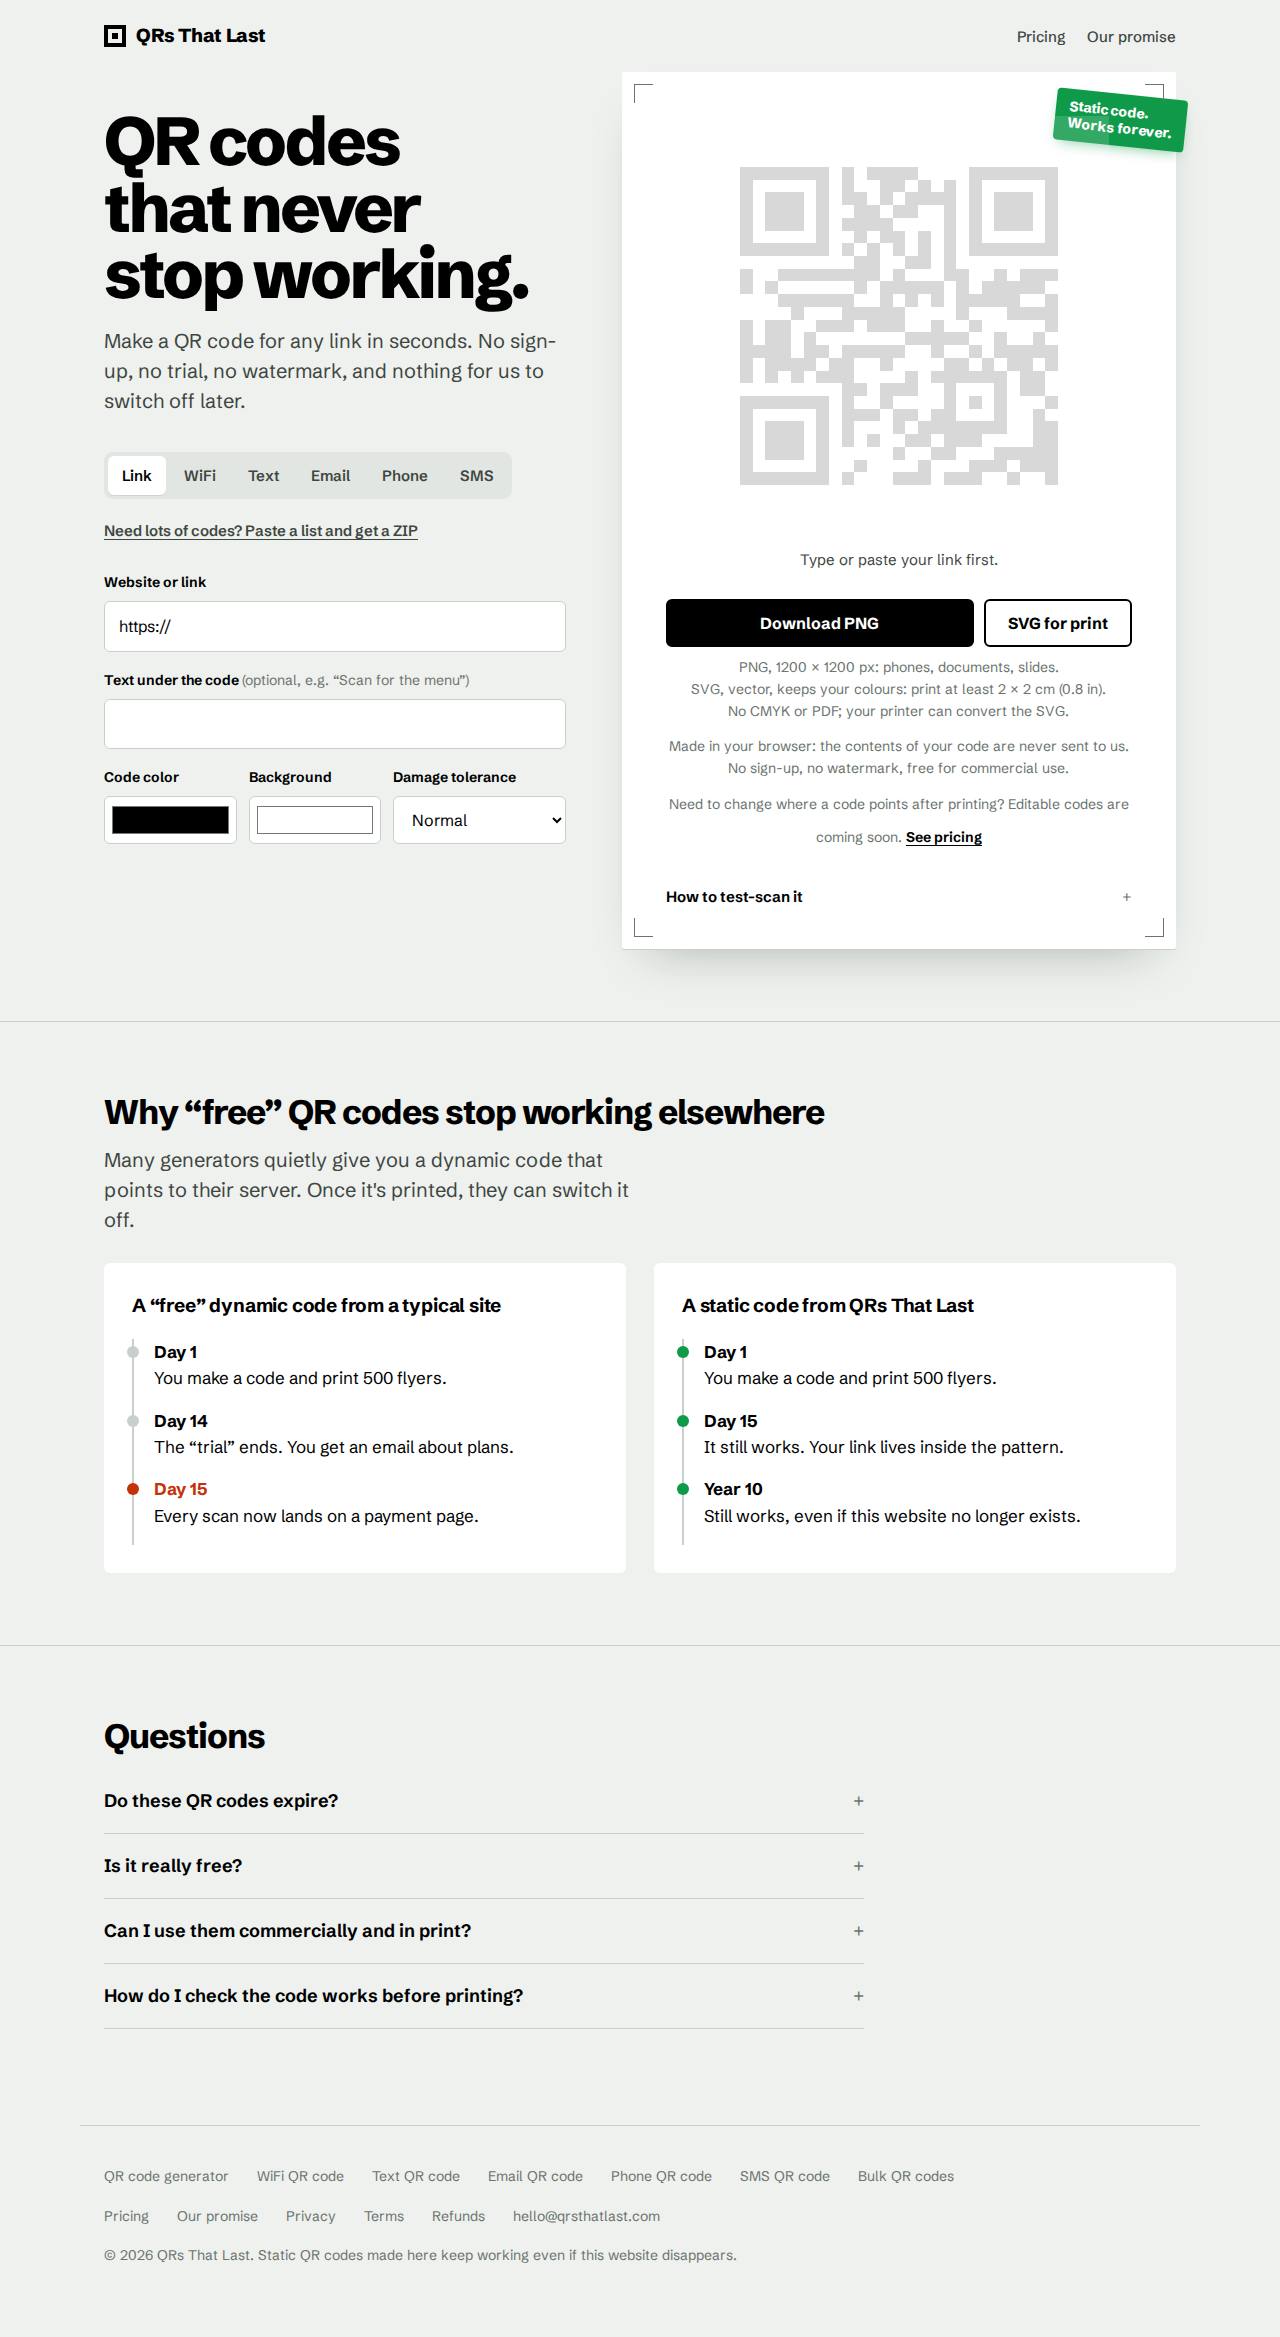 QRs That Last
Pricing
Our promise
QR codes
that never
stop working.
Make a QR code for any link in seconds. No sign-
up, no trial, no watermark, and nothing for us to
switch off later.
Link
WiFi
Text
Email
Phone
SMS
Need lots of codes? Paste a list and get a ZIP
Website or link
https://
Text under the code (optional, e.g. “Scan for the menu”)
Code color
Background
Damage tolerance
Normal
Static code.
Works forever.
Type or paste your link first.
Download PNG
SVG for print
PNG, 1200 × 1200 px: phones, documents, slides.
SVG, vector, keeps your colours: print at least 2 × 2 cm (0.8 in).
No CMYK or PDF; your printer can convert the SVG.
Made in your browser: the contents of your code are never sent to us.
No sign-up, no watermark, free for commercial use.
Need to change where a code points after printing? Editable codes are
coming soon. See pricing
How to test-scan it +
Why “free” QR codes stop working elsewhere
Many generators quietly give you a dynamic code that
points to their server. Once it's printed, they can switch it
off.
A “free” dynamic code from a typical site
Day 1
You make a code and print 500 flyers.
Day 14
The “trial” ends. You get an email about plans.
Day 15
Every scan now lands on a payment page.
A static code from QRs That Last
Day 1
You make a code and print 500 flyers.
Day 15
It still works. Your link lives inside the pattern.
Year 10
Still works, even if this website no longer exists.
Questions
Do these QR codes expire? +
Is it really free? +
Can I use them commercially and in print? +
How do I check the code works before printing? +
QR code generator
WiFi QR code
Text QR code
Email QR code
Phone QR code
SMS QR code
Bulk QR codes
Pricing
Our promise
Privacy
Terms
Refunds
hello@qrsthatlast.com
© 2026 QRs That Last. Static QR codes made here keep working even if this website disappears.